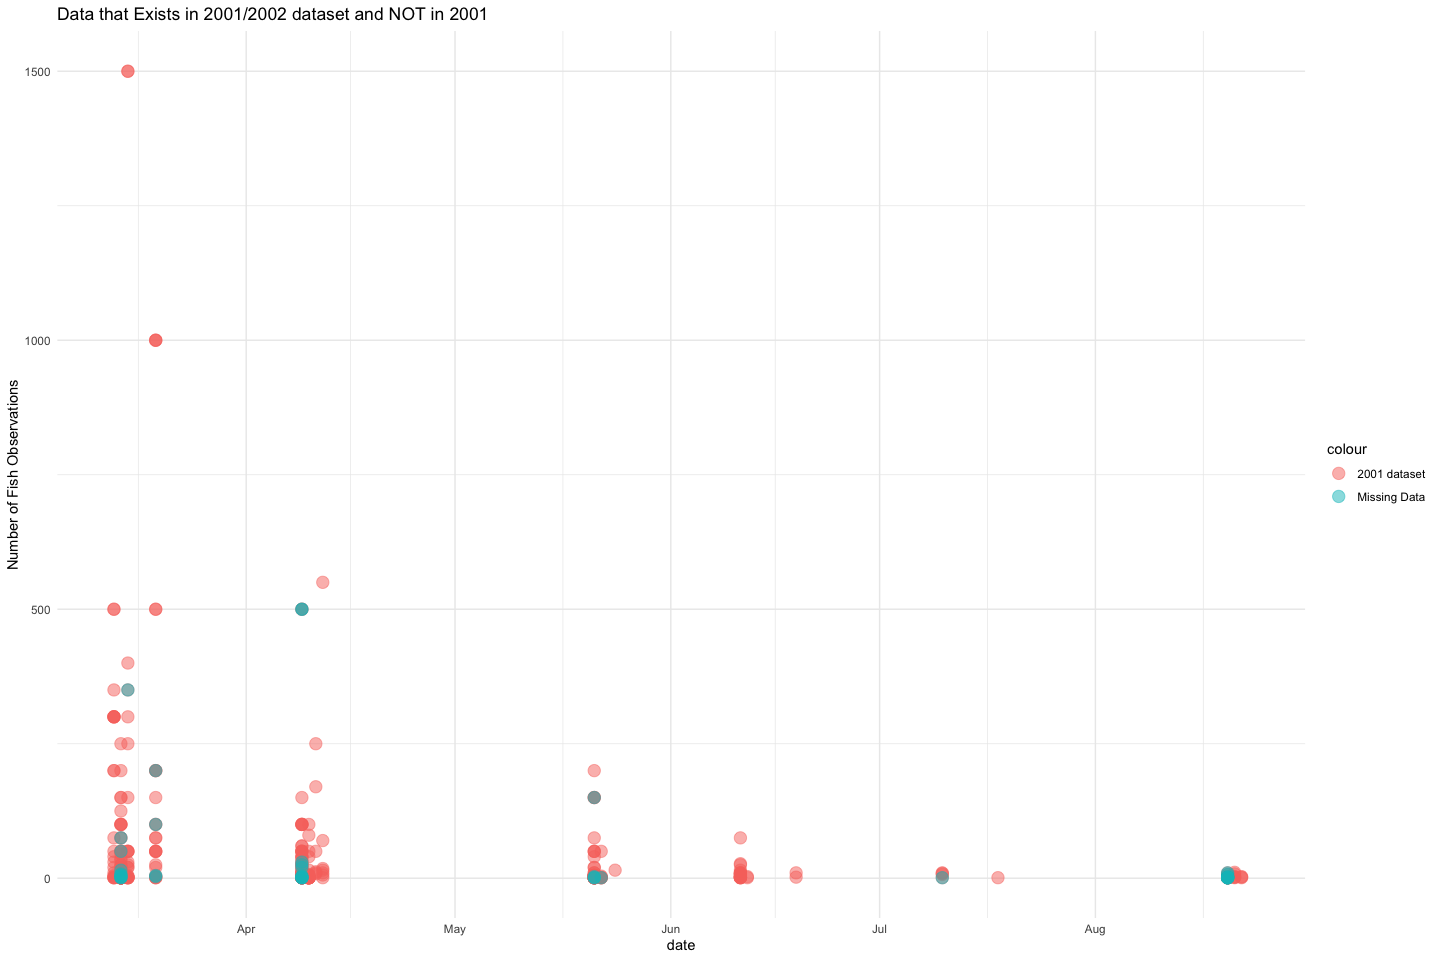 Data that Exists in 2001/2002 dataset and NOT in 2001
1500
1000
500
0
Number of Fish Observations
Apr
May
Jun
Jul
Aug
date
colour
2001 dataset
Missing Data